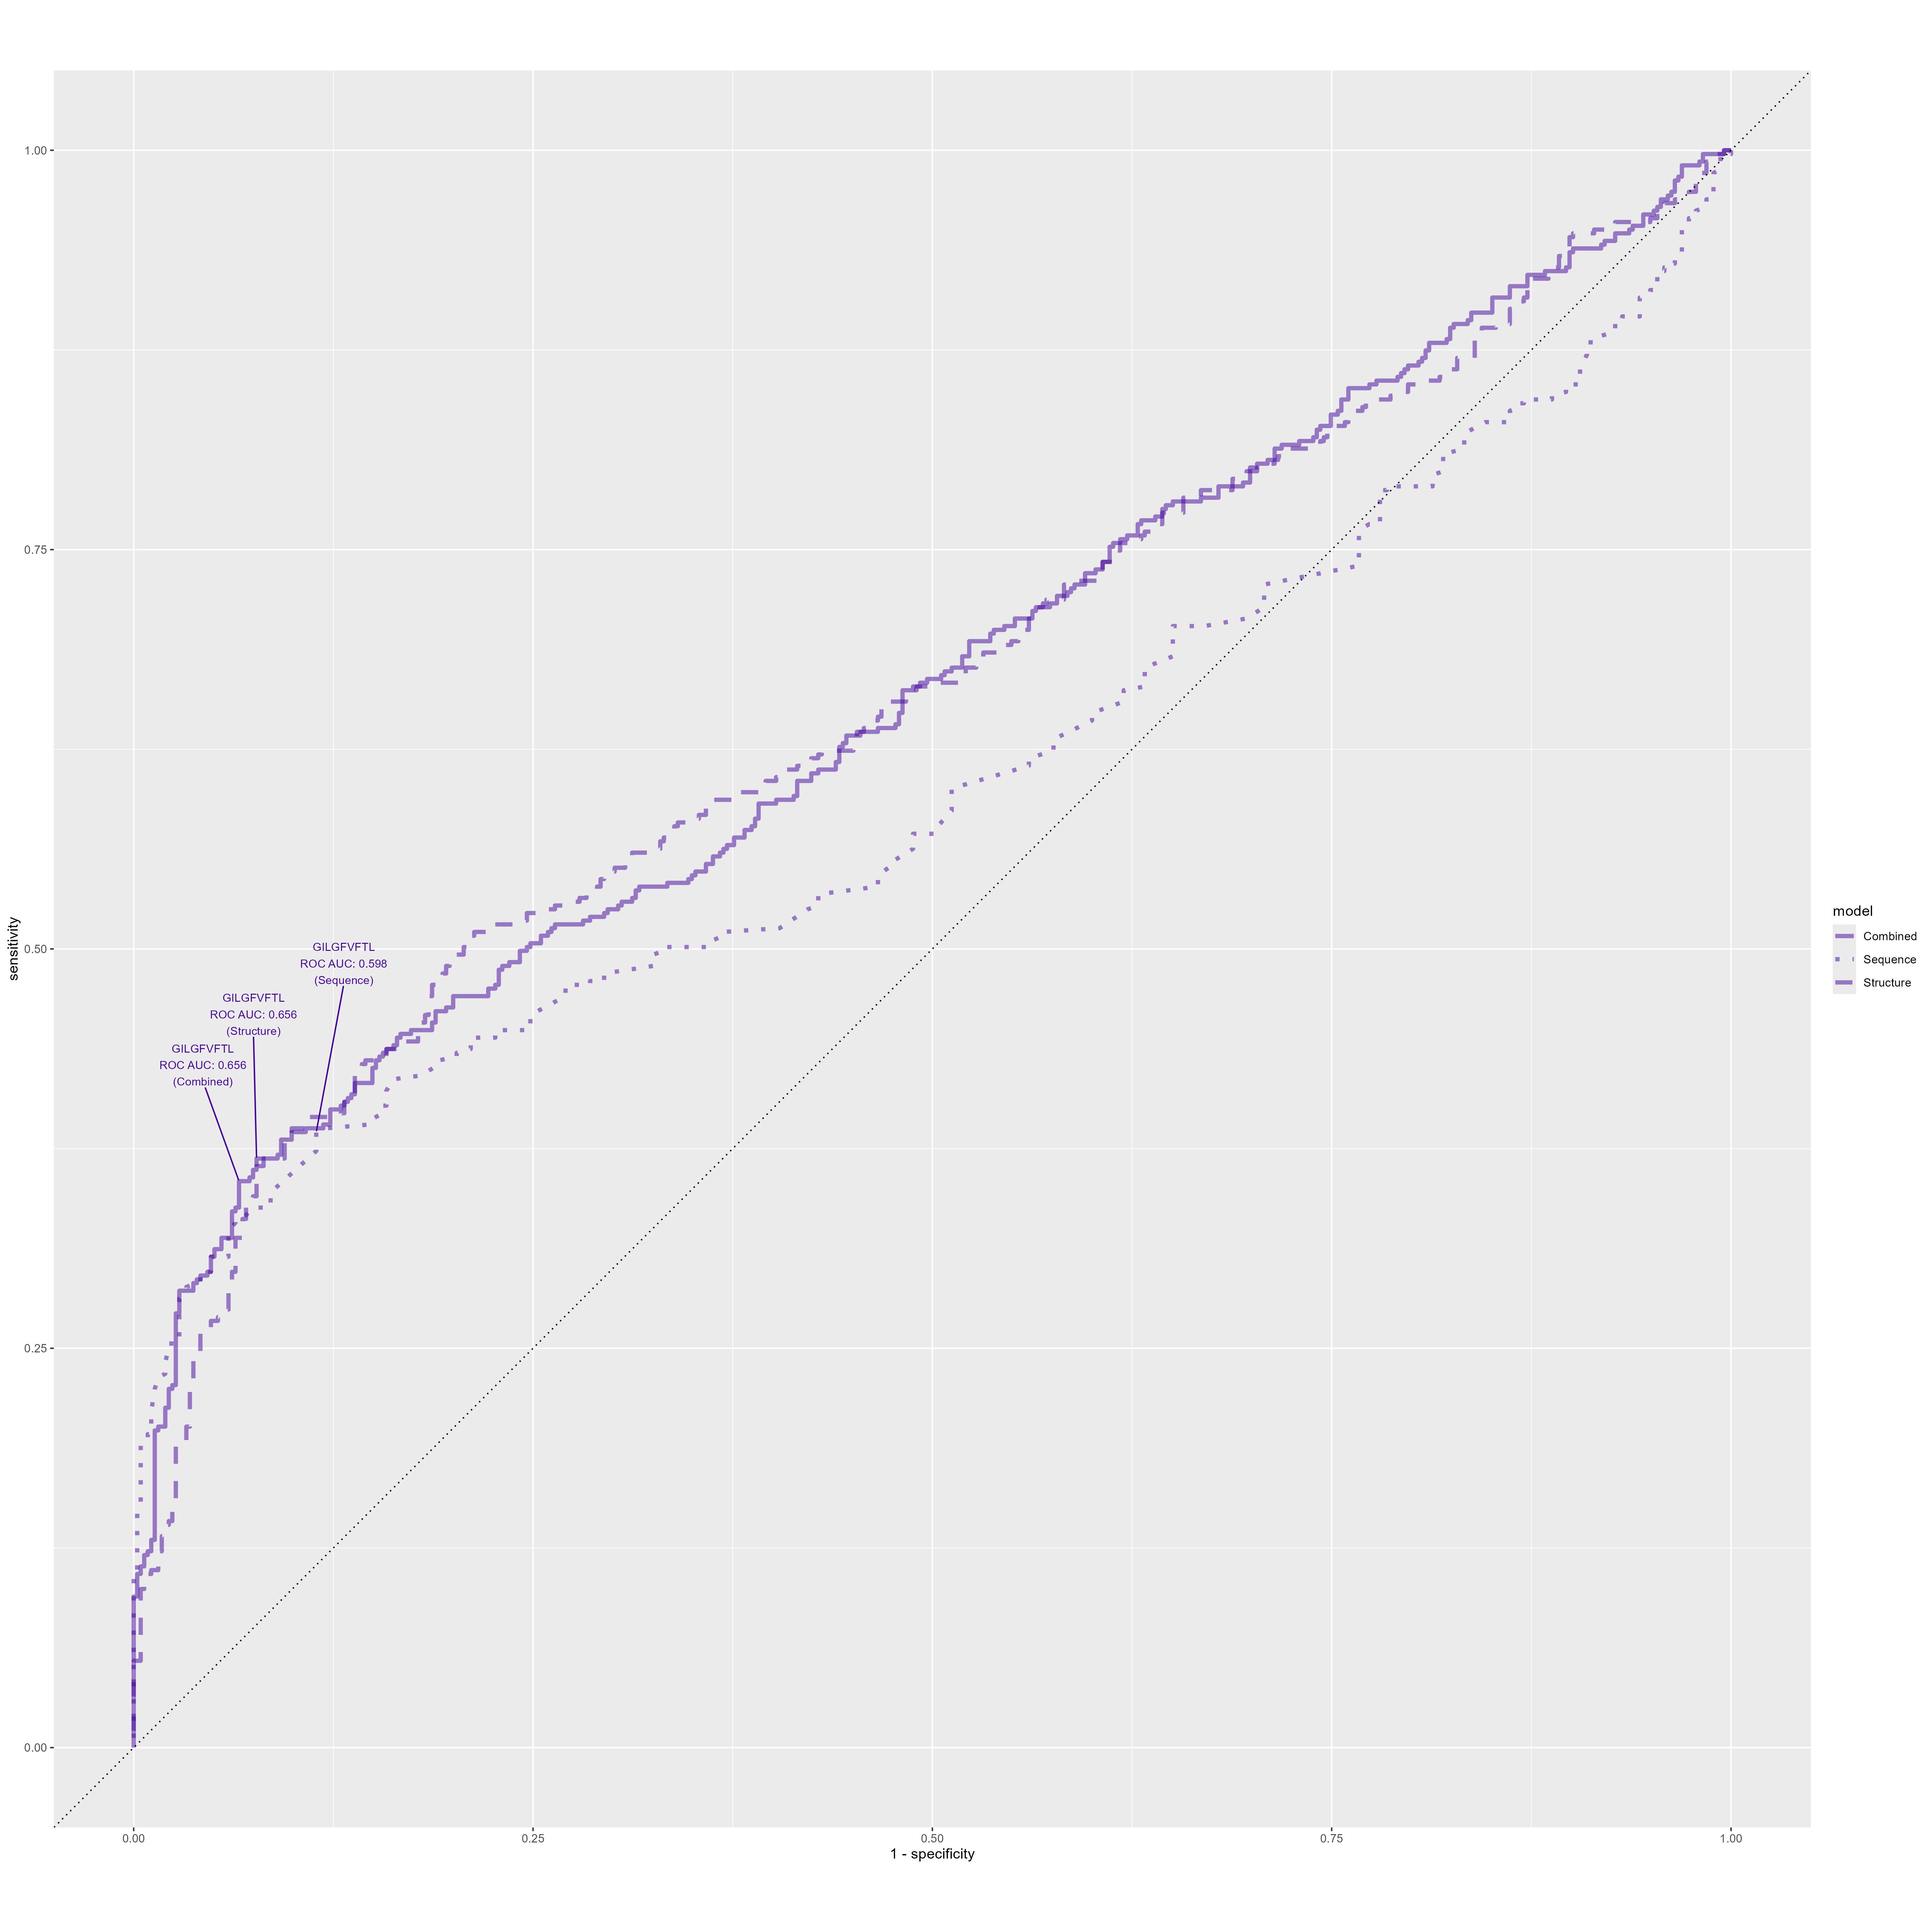 1.00
0.75
0.50
0.25
0.00
sensitivity
GILGFVFTL
ROC AUC: 0.598
(Sequence)
GILGFVFTL
ROC AUC: 0.656
(Structure)
GILGFVFTL
ROC AUC: 0.656
(Combined)
0.00
0.25
0.50
0.75
1.00
1 - specificity
model
Combined
Sequence
Structure